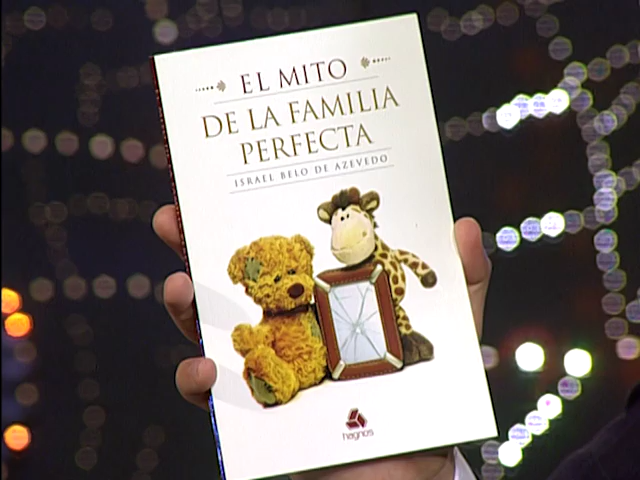 EL MITO
DE LA FAMILIA
PERFECTA
ISRAEL BELO DE AZEVEDO
hagnos